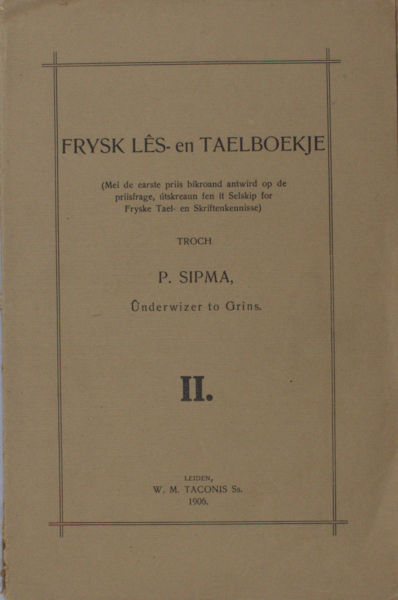 FRYSK LÊS- en TAELBOEKJE
(Mei de earste priis bikroand antwird op de
priisfrage, útskreaun fen it Selskip for
Fryske Tael- en Skriftenkennisse)
TROCH
P. SIPMA,
Ûnderwizer to Grins.
II.
LEIDEN,
W. M. TACONIS Ss.
1906.